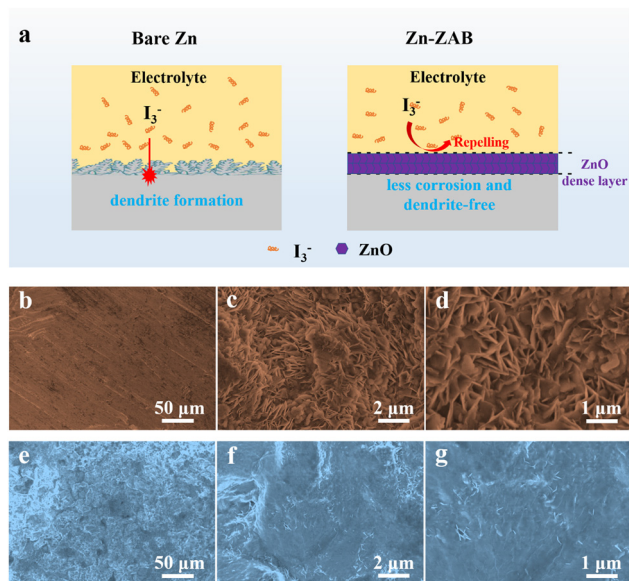 a
Bare Zn
Zn-ZAB
Electrolyte
I₃⁻
dendrite formation
Electrolyte
I₃⁻
Repelling
less corrosion and
dendrite-free
ZnO
dense layer
I₃⁻
ZnO
b
50 µm
c
2 µm
d
1 µm
e
50 µm
f
2 µm
g
1 µm